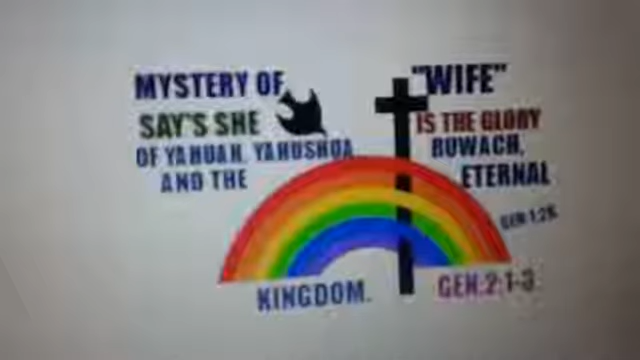 MYSTERY OF "WIFE"
SAY'S SHE IS THE GLORY
OF YAHUAH, YAHUSHUA RUWACH,
AND THE ETERNAL
GEN:1:26
KINGDOM.
GEN:2:1-3